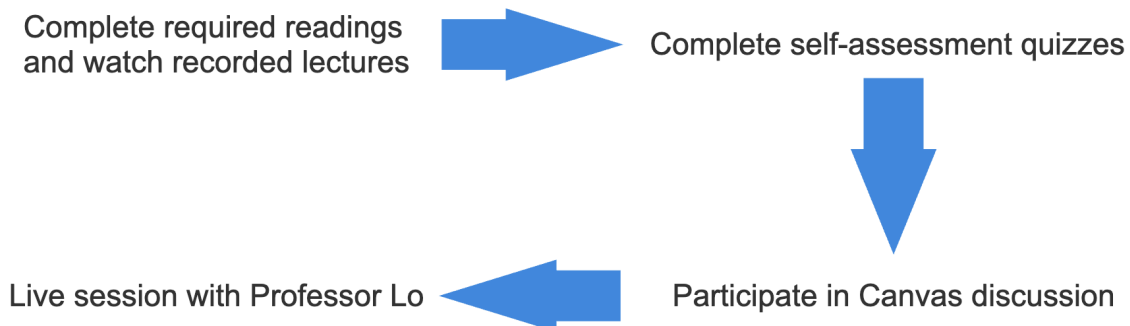 Complete required readings
and watch recorded lectures
Complete self-assessment quizzes
Participate in Canvas discussion
Live session with Professor Lo